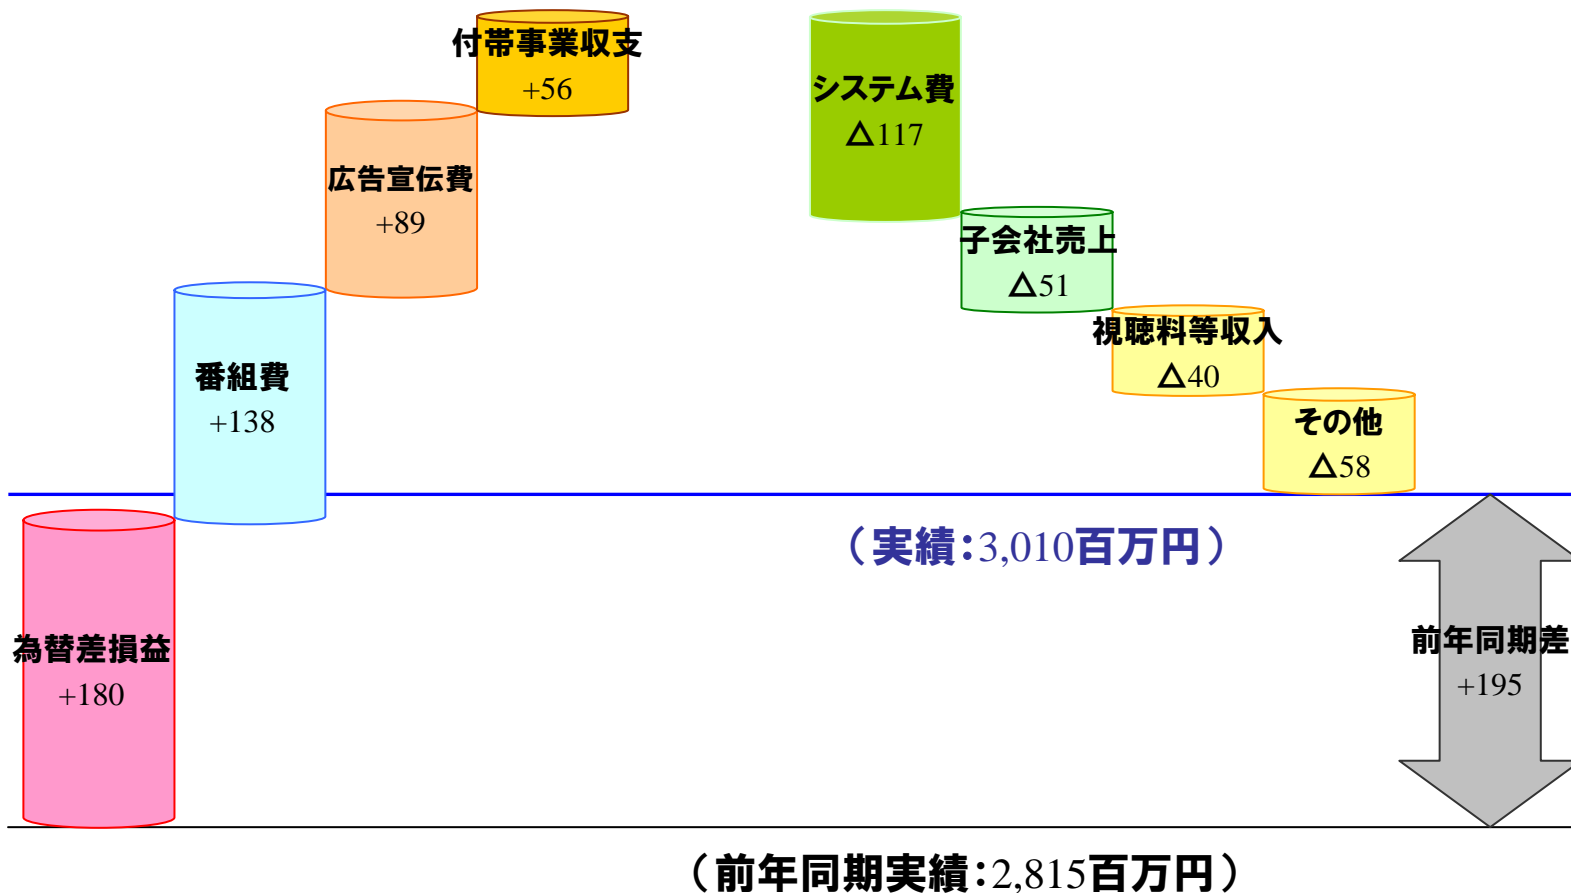 付帯事業収支
+56
システム費
△117
広告宣伝費
+89
子会社売上
△51
視聴料等収入
△40
番組費
+138
その他
△58
（実績：3,010百万円）
為替差損益
+180
前年同期差
+195
（前年同期実績：2,815百万円）